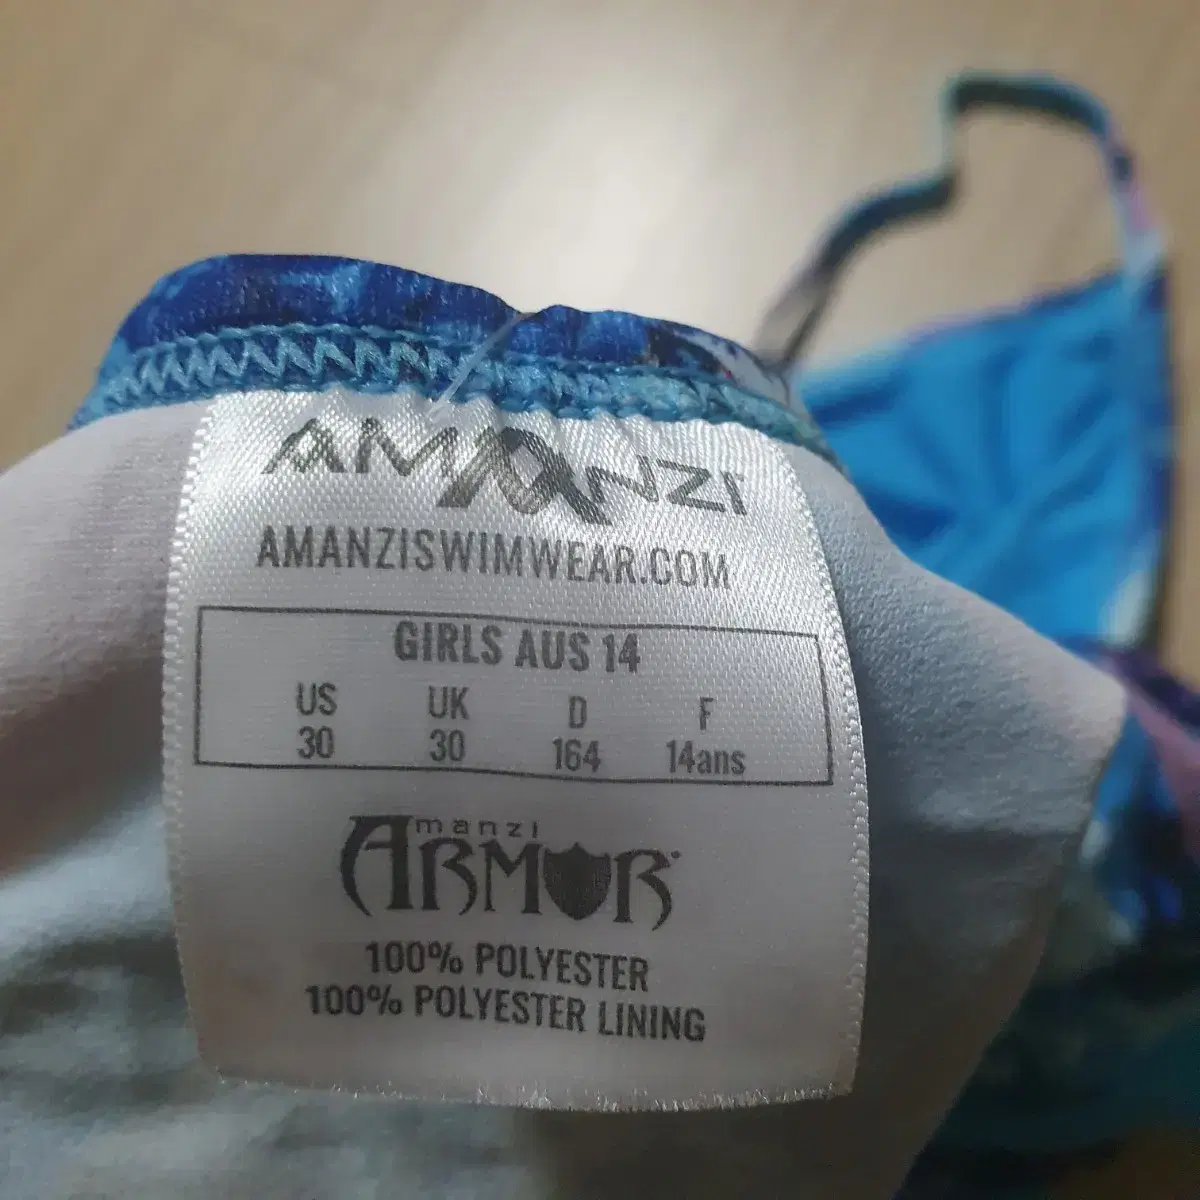 AMANZI
AMANZISWIMWEAR.COM
GIRLS AUS 14
US UK D F
30 30 164 14ans
manzi
ARMOR
100% POLYESTER
100% POLYESTER LINING